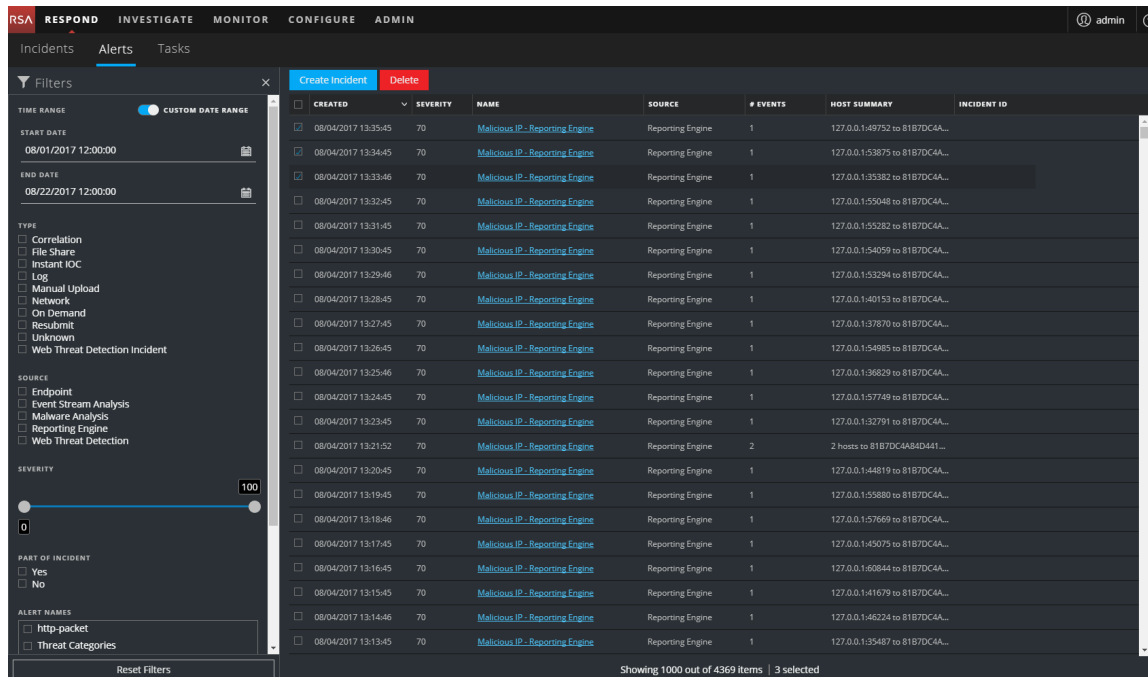 RSA RESPOND INVESTIGATE MONITOR CONFIGURE ADMIN admin
Incidents Alerts Tasks
Filters
TIME RANGE CUSTOM DATE RANGE
START DATE
08/01/2017 12:00:00
END DATE
08/22/2017 12:00:00
TYPE
Correlation
File Share
Instant IOC
Log
Manual Upload
Network
On Demand
Resubmit
Unknown
Web Threat Detection Incident
SOURCE
Endpoint
Event Stream Analysis
Malware Analysis
Reporting Engine
Web Threat Detection
SEVERITY
100
0
PART OF INCIDENT
Yes
No
ALERT NAMES
http-packet
Threat Categories
Reset Filters
Create Incident Delete
CREATED SEVERITY NAME SOURCE # EVENTS HOST SUMMARY INCIDENT ID
08/04/2017 13:35:45 70 Malicious IP - Reporting Engine Reporting Engine 1 127.0.0.1:49752 to 81B7DC4A...
08/04/2017 13:34:45 70 Malicious IP - Reporting Engine Reporting Engine 1 127.0.0.1:53875 to 81B7DC4A...
08/04/2017 13:33:46 70 Malicious IP - Reporting Engine Reporting Engine 1 127.0.0.1:35382 to 81B7DC4A...
08/04/2017 13:32:45 70 Malicious IP - Reporting Engine Reporting Engine 1 127.0.0.1:55048 to 81B7DC4A...
08/04/2017 13:31:45 70 Malicious IP - Reporting Engine Reporting Engine 1 127.0.0.1:55282 to 81B7DC4A...
08/04/2017 13:30:45 70 Malicious IP - Reporting Engine Reporting Engine 1 127.0.0.1:54059 to 81B7DC4A...
08/04/2017 13:29:46 70 Malicious IP - Reporting Engine Reporting Engine 1 127.0.0.1:53294 to 81B7DC4A...
08/04/2017 13:28:45 70 Malicious IP - Reporting Engine Reporting Engine 1 127.0.0.1:40153 to 81B7DC4A...
08/04/2017 13:27:45 70 Malicious IP - Reporting Engine Reporting Engine 1 127.0.0.1:37870 to 81B7DC4A...
08/04/2017 13:26:45 70 Malicious IP - Reporting Engine Reporting Engine 1 127.0.0.1:54985 to 81B7DC4A...
08/04/2017 13:25:46 70 Malicious IP - Reporting Engine Reporting Engine 1 127.0.0.1:36829 to 81B7DC4A...
08/04/2017 13:24:45 70 Malicious IP - Reporting Engine Reporting Engine 1 127.0.0.1:57749 to 81B7DC4A...
08/04/2017 13:23:45 70 Malicious IP - Reporting Engine Reporting Engine 1 127.0.0.1:32791 to 81B7DC4A...
08/04/2017 13:21:52 70 Malicious IP - Reporting Engine Reporting Engine 2 2 hosts to 81B7DC4A84D441...
08/04/2017 13:20:45 70 Malicious IP - Reporting Engine Reporting Engine 1 127.0.0.1:44819 to 81B7DC4A...
08/04/2017 13:19:45 70 Malicious IP - Reporting Engine Reporting Engine 1 127.0.0.1:55880 to 81B7DC4A...
08/04/2017 13:18:46 70 Malicious IP - Reporting Engine Reporting Engine 1 127.0.0.1:57669 to 81B7DC4A...
08/04/2017 13:17:45 70 Malicious IP - Reporting Engine Reporting Engine 1 127.0.0.1:45075 to 81B7DC4A...
08/04/2017 13:16:45 70 Malicious IP - Reporting Engine Reporting Engine 1 127.0.0.1:60844 to 81B7DC4A...
08/04/2017 13:15:45 70 Malicious IP - Reporting Engine Reporting Engine 1 127.0.0.1:41679 to 81B7DC4A...
08/04/2017 13:14:46 70 Malicious IP - Reporting Engine Reporting Engine 1 127.0.0.1:46224 to 81B7DC4A...
08/04/2017 13:13:45 70 Malicious IP - Reporting Engine Reporting Engine 1 127.0.0.1:35487 to 81B7DC4A...
Showing 1000 out of 4369 items | 3 selected